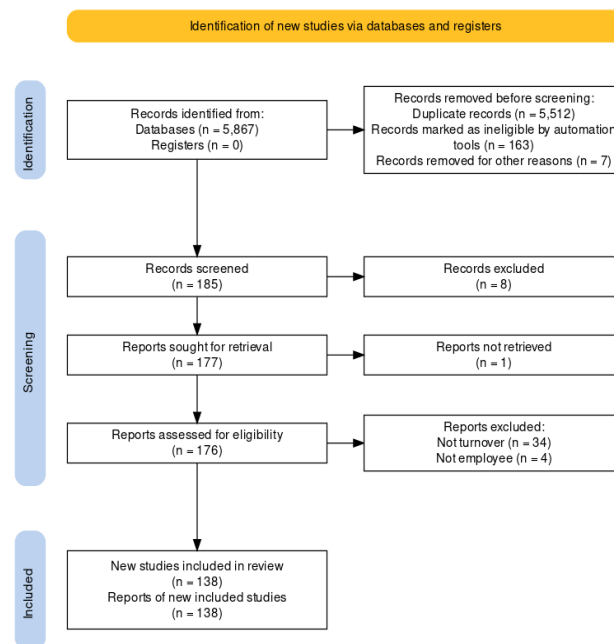 Identification of new studies via databases and registers
Identification
Records identified from:
Databases (n = 5,867)
Registers (n = 0)
Records removed before screening:
Duplicate records (n = 5,512)
Records marked as ineligible by automation
tools (n = 163)
Records removed for other reasons (n = 7)
Screening
Records screened
(n = 185)
Records excluded
(n = 8)
Reports sought for retrieval
(n = 177)
Reports not retrieved
(n = 1)
Reports assessed for eligibility
(n = 176)
Reports excluded:
Not turnover (n = 34)
Not employee (n = 4)
Included
New studies included in review
(n = 138)
Reports of new included studies
(n = 138)